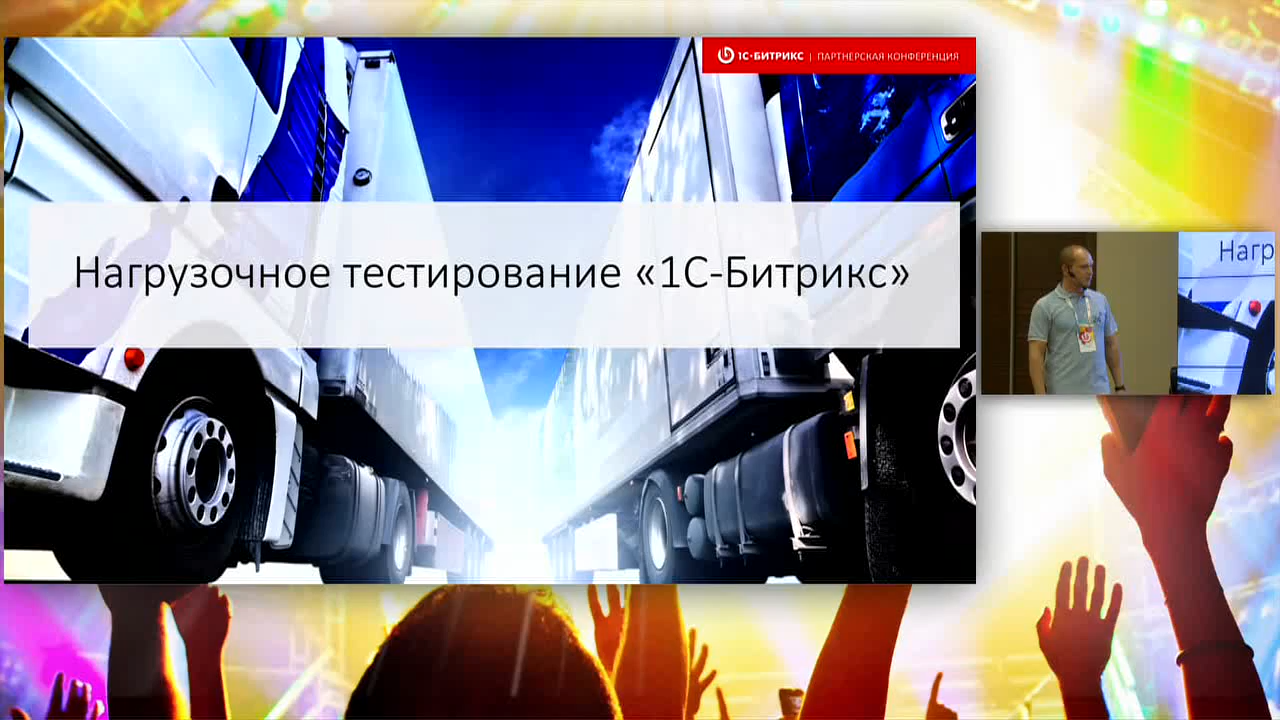 1С-БИТРИКС | ПАРТНЕРСКАЯ КОНФЕРЕНЦИЯ
Нагрузочное тестирование «1С-Битрикс»
Нагр